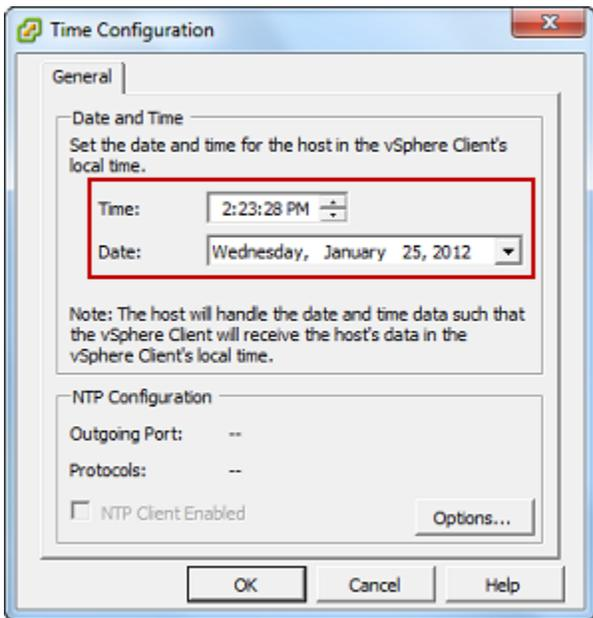 Time Configuration
General
Date and Time
Set the date and time for the host in the vSphere Client's
local time.
Time: 2:23:28 PM
Date: Wednesday, January 25, 2012
Note: The host will handle the date and time data such that
the vSphere Client will receive the host's data in the
vSphere Client's local time.
NTP Configuration
Outgoing Port: --
Protocols: --
NTP Client Enabled
Options...
OK Cancel Help